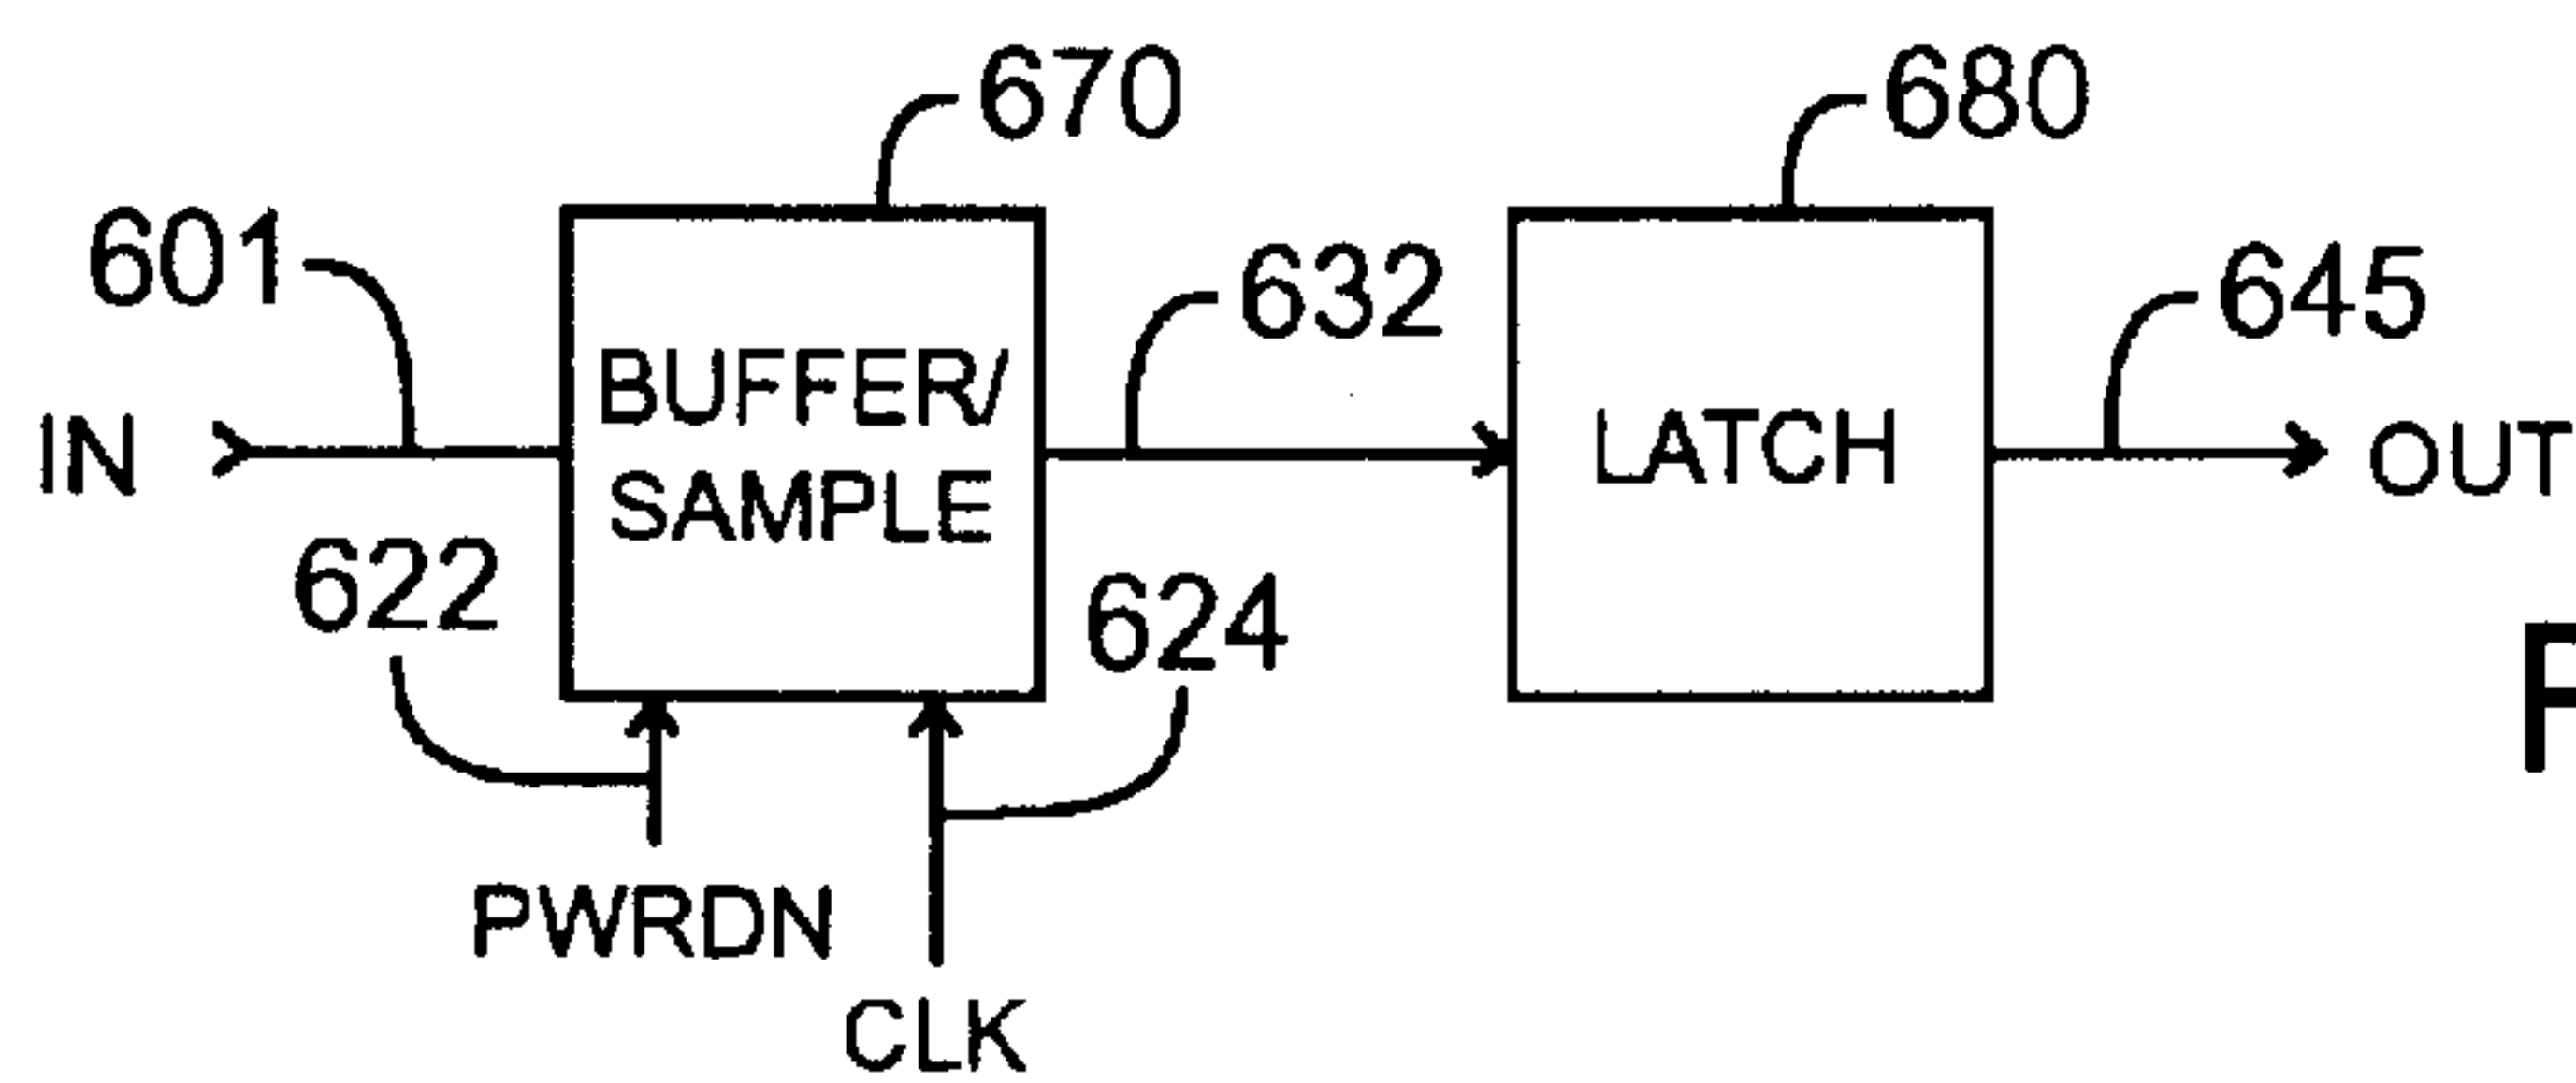 670
680
601
632
645
IN
BUFFER/
SAMPLE
LATCH
OUT
622
624
PWRDN
CLK